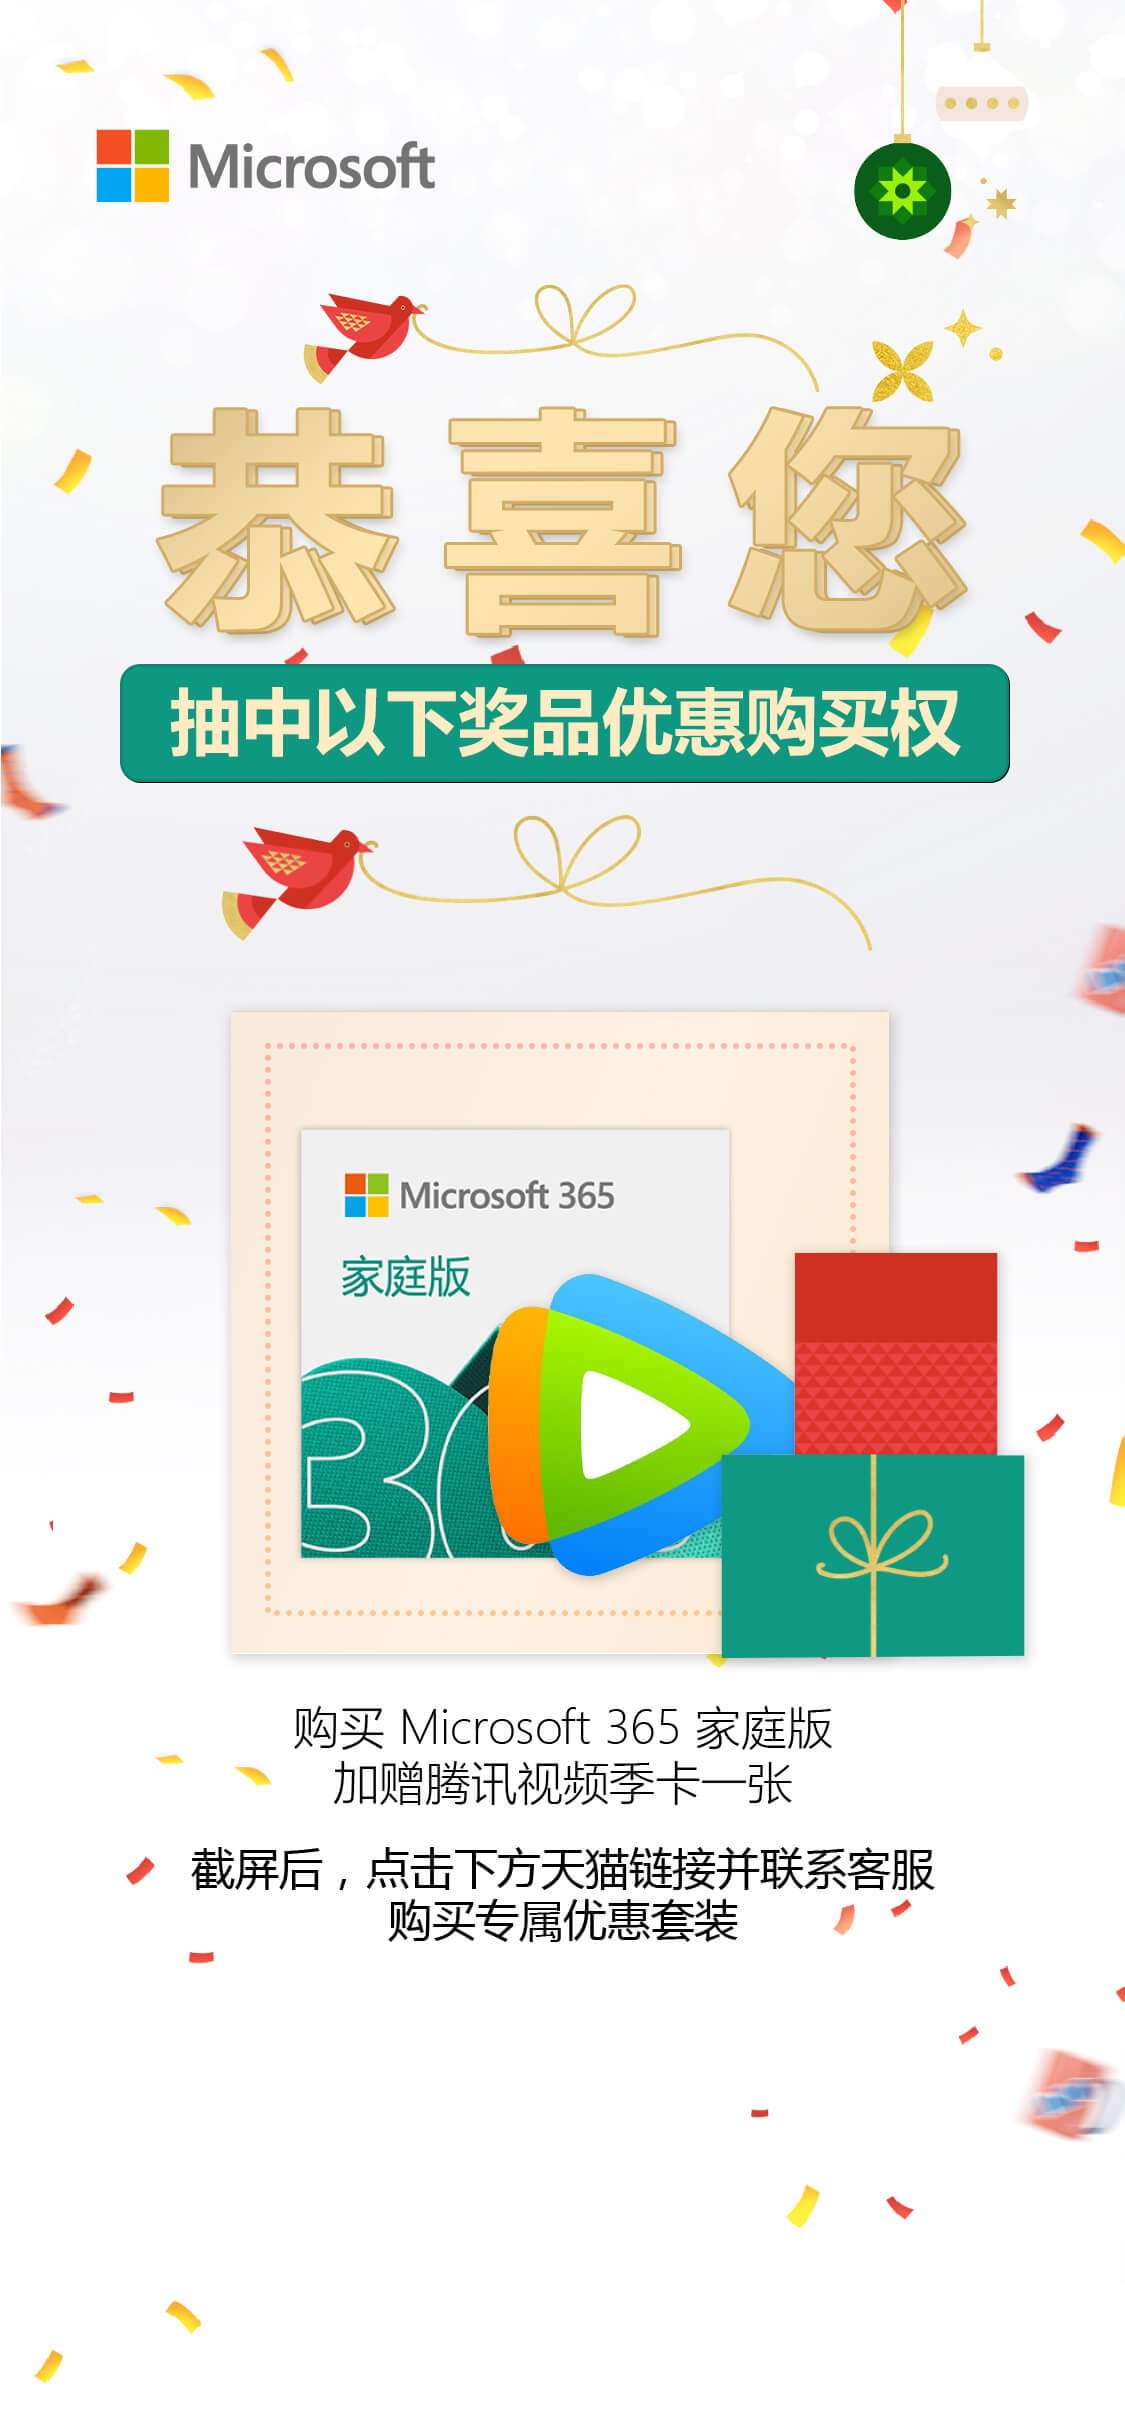 Microsoft
恭喜您
抽中以下奖品优惠购买权
Microsoft 365
家庭版
购买 Microsoft 365 家庭版
加赠腾讯视频季卡一张
截屏后，点击下方天猫链接并联系客服
购买专属优惠套装